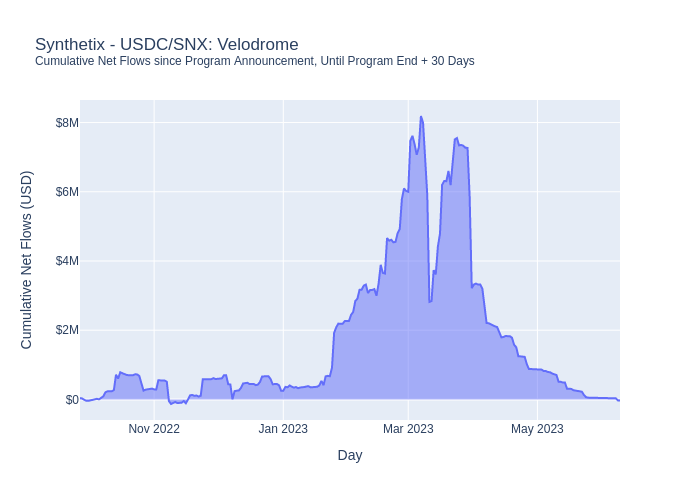 Synthetix - USDC/SNX: Velodrome
Cumulative Net Flows since Program Announcement, Until Program End + 30 Days
Cumulative Net Flows (USD)
$8M
$6M
$4M
$2M
$0
Nov 2022
Jan 2023
Mar 2023
May 2023
Day